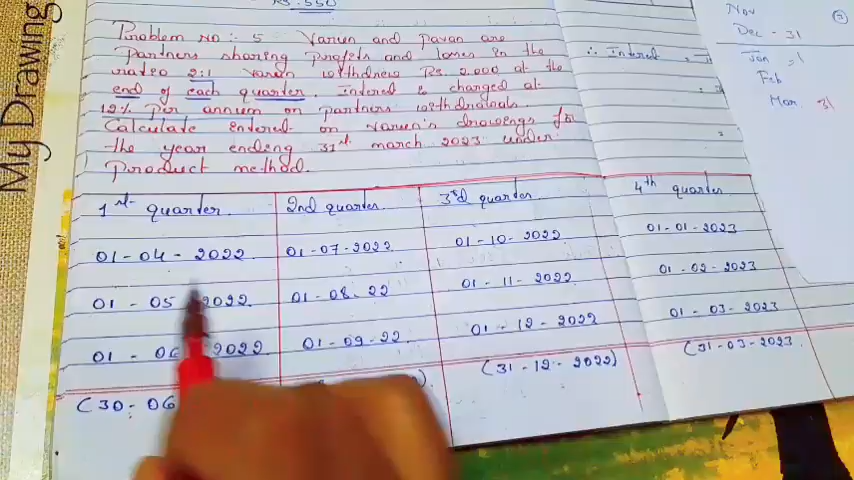 Rs.550
Problem No :- 5 Varun and Pavan are
Partners sharing Profits and losses in the
ratio 2:1 Varun withdrew Rs. 2,000 at the
end of each quarter. Interest is charged at
12% Per annum on partners withdrawals.
Calculate interest on Varun's drawings for
the year ending 31st march 2023 under
Product method.
∴ Interest =
1st quarter
2nd quarter
3rd quarter
4th quarter
01-04-2022
01-07-2022
01-10-2022
01-01-2023
01-05-2022
01-08-22
01-11-2022
01-02-2023
01-06-2022
01-09-22
01-12-2022
01-03-2023
(30-06
(31-12-2022)
(31-03-2023
Nov
Dec - 31
Jan
Feb
Mar 31
My Drawing